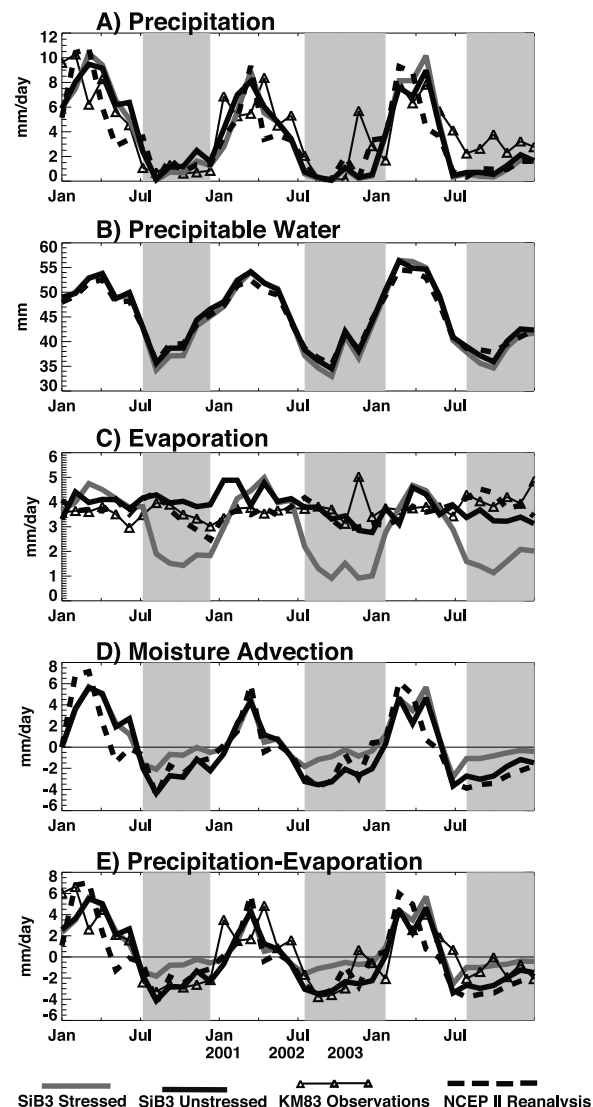 A) Precipitation
12
10
8
6
4
2
0
mm/day
Jan Jul Jan Jul Jan Jul
B) Precipitable Water
60
55
50
45
40
35
30
mm
Jan Jul Jan Jul Jan Jul
C) Evaporation
6
5
4
3
2
1
0
mm/day
Jan Jul Jan Jul Jan Jul
D) Moisture Advection
8
6
4
2
0
-2
-4
-6
mm/day
Jan Jul Jan Jul Jan Jul
E) Precipitation-Evaporation
8
6
4
2
0
-2
-4
-6
mm/day
Jan Jul Jan Jul Jan Jul
2001 2002 2003
SiB3 Stressed SiB3 Unstressed KM83 Observations NCEP II Reanalysis